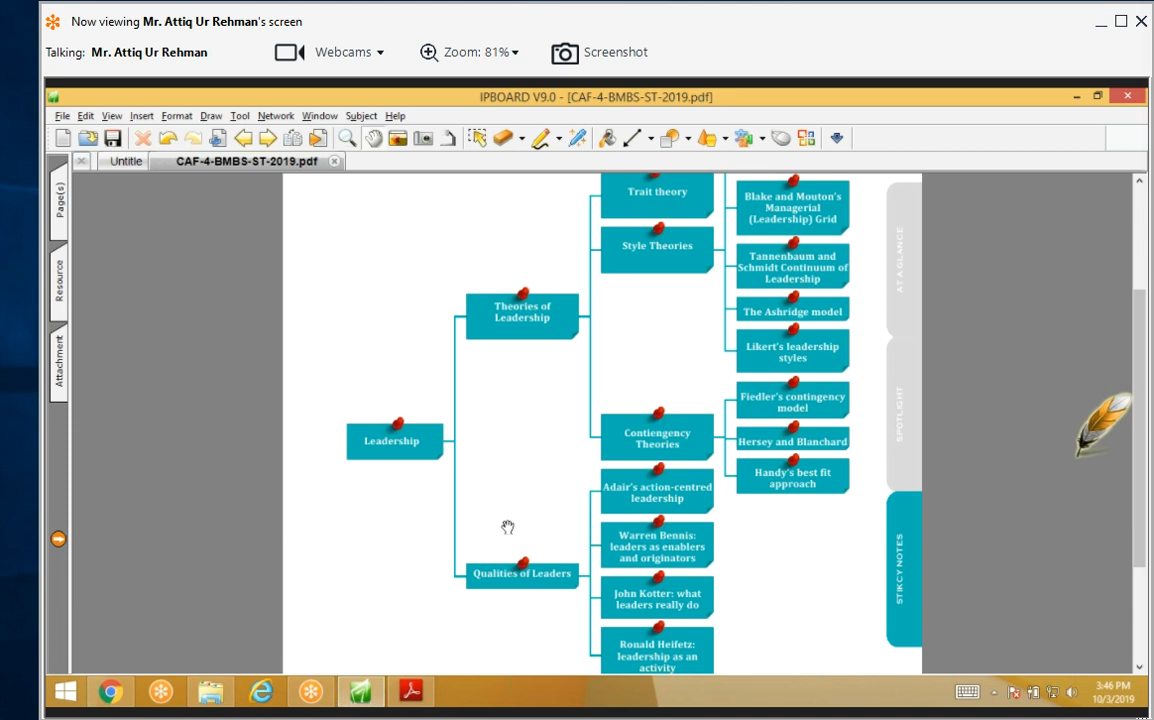 Now viewing Mr. Attiq Ur Rehman's screen
Talking: Mr. Attiq Ur Rehman
Webcams
Zoom: 81%
Screenshot
IPBOARD V9.0 - [CAF-4-BMBS-ST-2019.pdf]
File Edit View Insert Format Draw Tool Network Window Subject Help
Untitle
CAF-4-BMBS-ST-2019.pdf
Page(s)
Resource
Attachment
Trait theory
Style Theories
Blake and Mouton's
Managerial
(Leadership) Grid
Tannenbaum and
Schmidt Continuum of
Leadership
The Ashridge model
Likert's leadership
styles
Theories of
Leadership
Leadership
Contiengency
Theories
Fiedler's contingency
model
Hersey and Blanchard
Handy's best fit
approach
Qualities of Leaders
Adair's action-centred
leadership
Warren Bennis:
leaders as enablers
and originators
John Kotter: what
leaders really do
Ronald Heifetz:
leadership as an
activity
AT A GLANCE
SPOTLIGHT
STIKCY NOTES
3:46 PM
10/3/2019